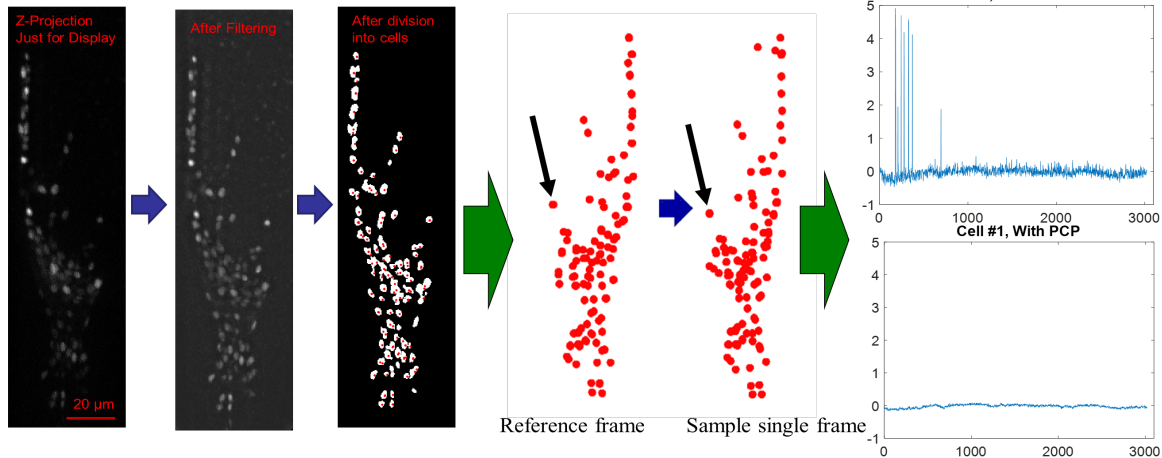 Z-Projection
Just for Display
After Filtering
After division
into cells
20 µm
Reference frame
Sample single frame
5
4
3
2
1
0
-1
0
1000
2000
3000
Cell #1, With PCP
5
4
3
2
1
0
-1
0
1000
2000
3000